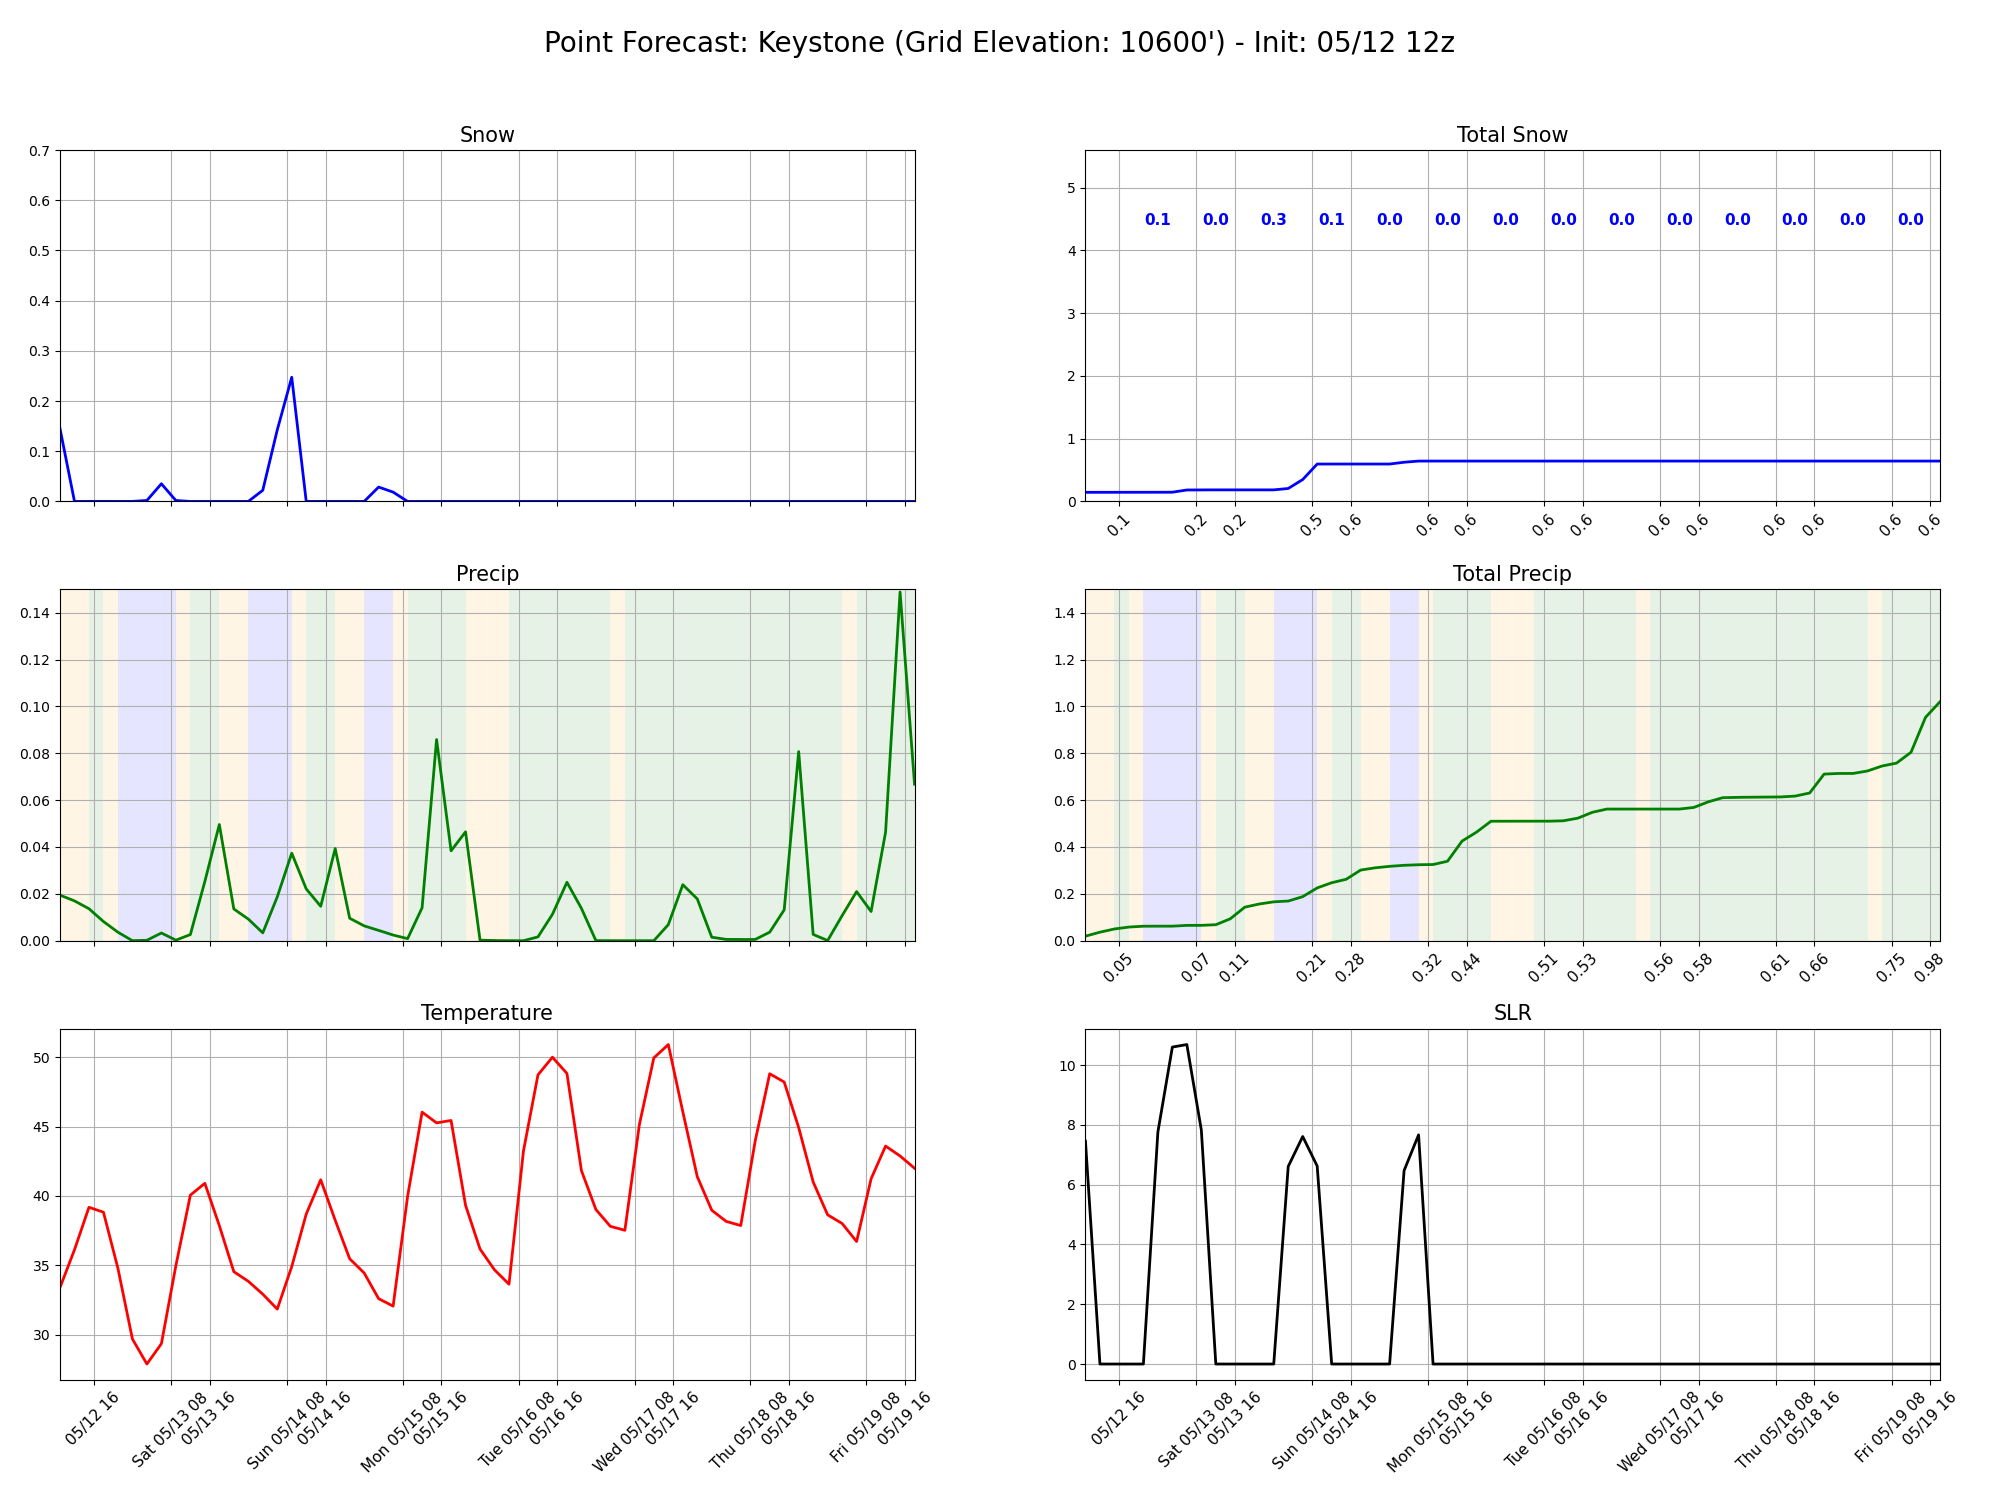 Point Forecast: Keystone (Grid Elevation: 10600') - Init: 05/12 12z
Snow
0.7
0.6
0.5
0.4
0.3
0.2
0.1
0.0
Total Snow
5
4
3
2
1
0
0.1 0.0 0.3 0.1 0.0 0.0 0.0 0.0 0.0 0.0 0.0 0.0 0.0 0.0
0.1 0.2 0.2 0.5 0.6 0.6 0.6 0.6 0.6 0.6 0.6 0.6 0.6 0.6 0.6
Precip
0.14
0.12
0.10
0.08
0.06
0.04
0.02
0.00
Total Precip
1.4
1.2
1.0
0.8
0.6
0.4
0.2
0.0
0.05 0.07 0.11 0.21 0.28 0.32 0.44 0.51 0.53 0.56 0.58 0.61 0.66 0.75 0.98
Temperature
50
45
40
35
30
05/12 16
Sat 05/13 08
05/13 16
Sun 05/14 08
05/14 16
Mon 05/15 08
05/15 16
Tue 05/16 08
05/16 16
Wed 05/17 08
05/17 16
Thu 05/18 08
05/18 16
Fri 05/19 08
05/19 16
SLR
10
8
6
4
2
0
05/12 16
Sat 05/13 08
05/13 16
Sun 05/14 08
05/14 16
Mon 05/15 08
05/15 16
Tue 05/16 08
05/16 16
Wed 05/17 08
05/17 16
Thu 05/18 08
05/18 16
Fri 05/19 08
05/19 16